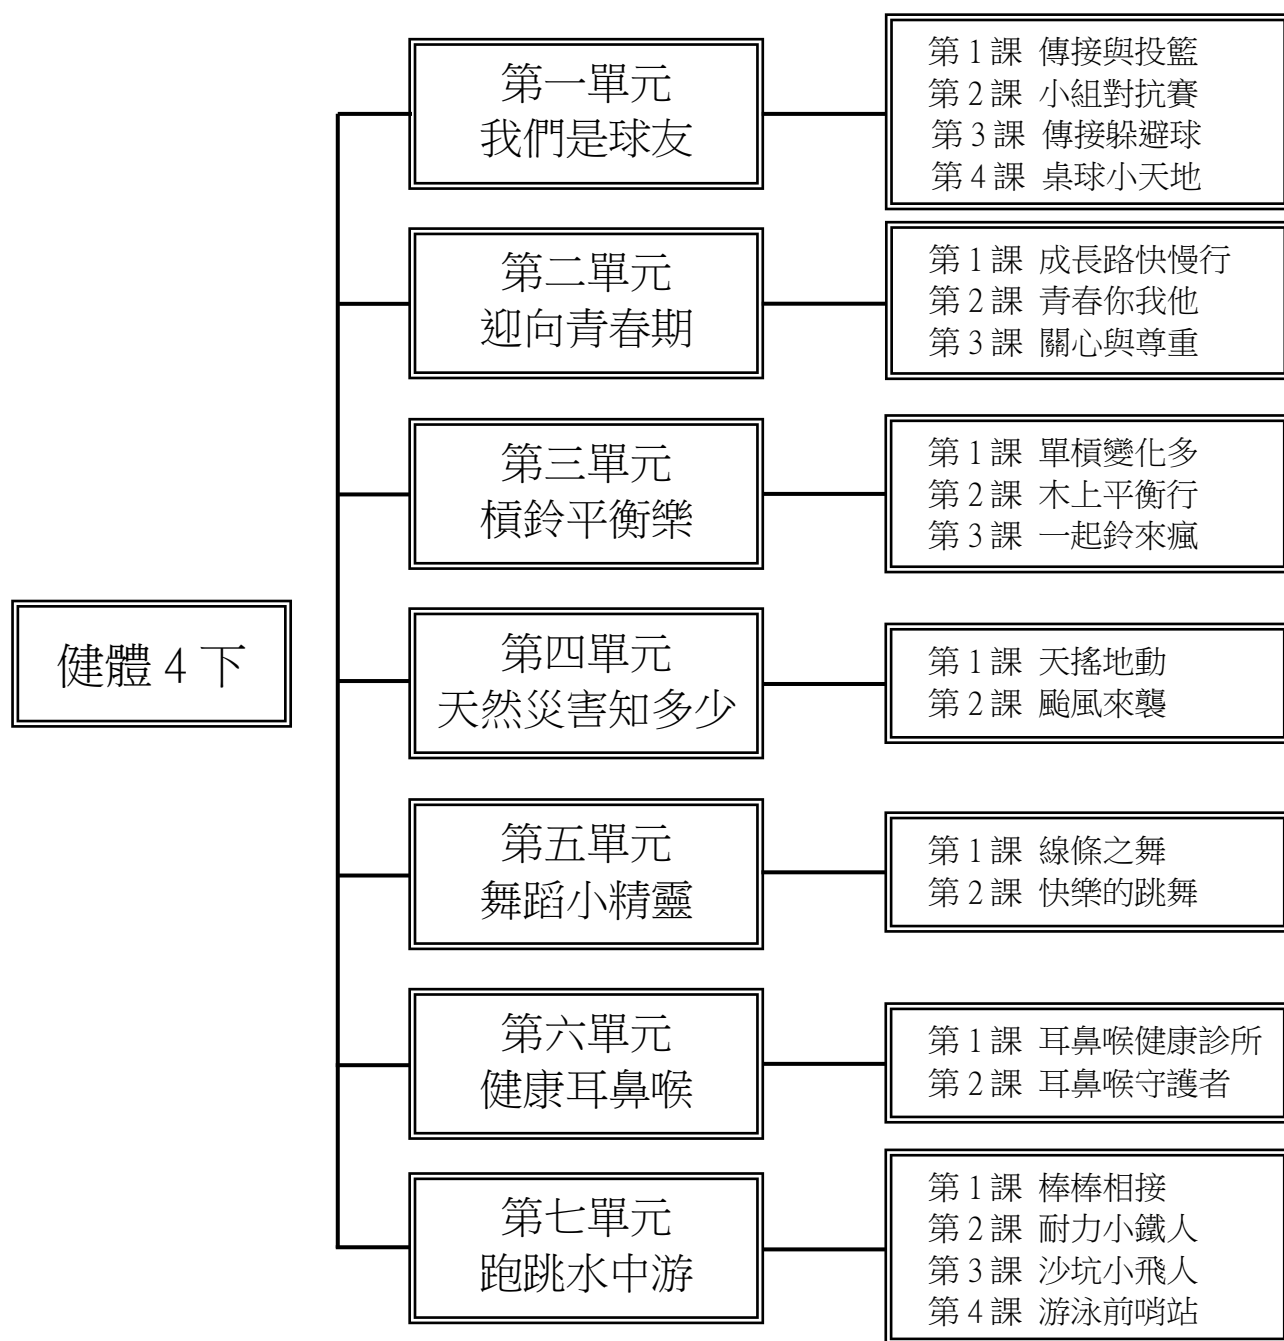 健體 4 下
第一單元
我們是球友
第 1 課 傳接與投籃
第 2 課 小組對抗賽
第 3 課 傳接躲避球
第 4 課 桌球小天地
第二單元
迎向青春期
第 1 課 成長路快慢行
第 2 課 青春你我他
第 3 課 關心與尊重
第三單元
槓鈴平衡樂
第 1 課 單槓變化多
第 2 課 木上平衡行
第 3 課 一起鈴來瘋
第四單元
天然災害知多少
第 1 課 天搖地動
第 2 課 颱風來襲
第五單元
舞蹈小精靈
第 1 課 線條之舞
第 2 課 快樂的跳舞
第六單元
健康耳鼻喉
第 1 課 耳鼻喉健康診所
第 2 課 耳鼻喉守護者
第七單元
跑跳水中游
第 1 課 棒棒相接
第 2 課 耐力小鐵人
第 3 課 沙坑小飛人
第 4 課 游泳前哨站